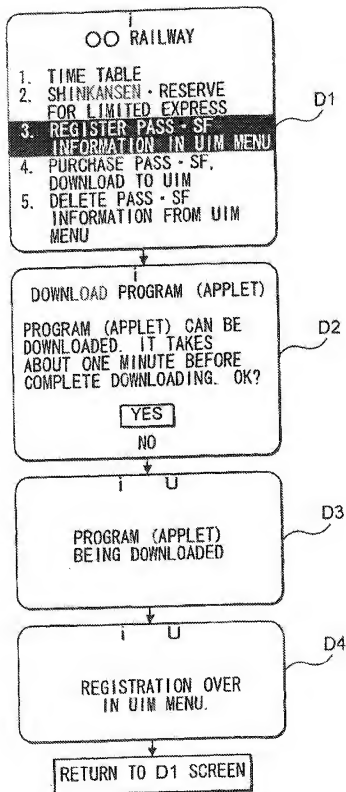 i
○○ RAILWAY
1. TIME TABLE
2. SHINKANSEN・RESERVE
FOR LIMITED EXPRESS
3. REGISTER PASS・SF
INFORMATION IN UIM MENU
4. PURCHASE PASS・SF,
DOWNLOAD TO UIM
5. DELETE PASS・SF
INFORMATION FROM UIM
MENU
D1
i
DOWNLOAD PROGRAM (APPLET)
PROGRAM (APPLET) CAN BE
DOWNLOADED. IT TAKES
ABOUT ONE MINUTE BEFORE
COMPLETE DOWNLOADING. OK?
YES
NO
D2
i U
PROGRAM (APPLET)
BEING DOWNLOADED
D3
i U
REGISTRATION OVER
IN UIM MENU.
D4
RETURN TO D1 SCREEN